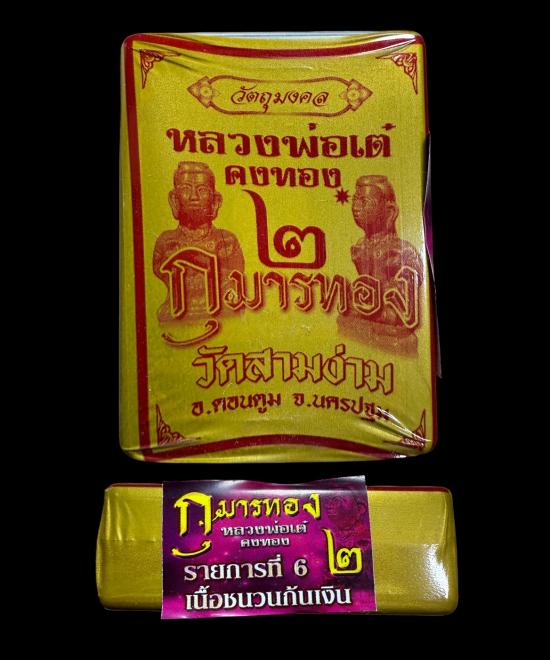 วัตถุมงคล
หลวงพ่อเต๋
คงทอง
๒
กุมารทอง
วัดสามง่าม
อ.ดอนตูม จ.นครปฐม
กุมารทอง
หลวงพ่อเต๋
คงทอง
๒
รายการที่ 6
เนื้อชนวนก้นเงิน